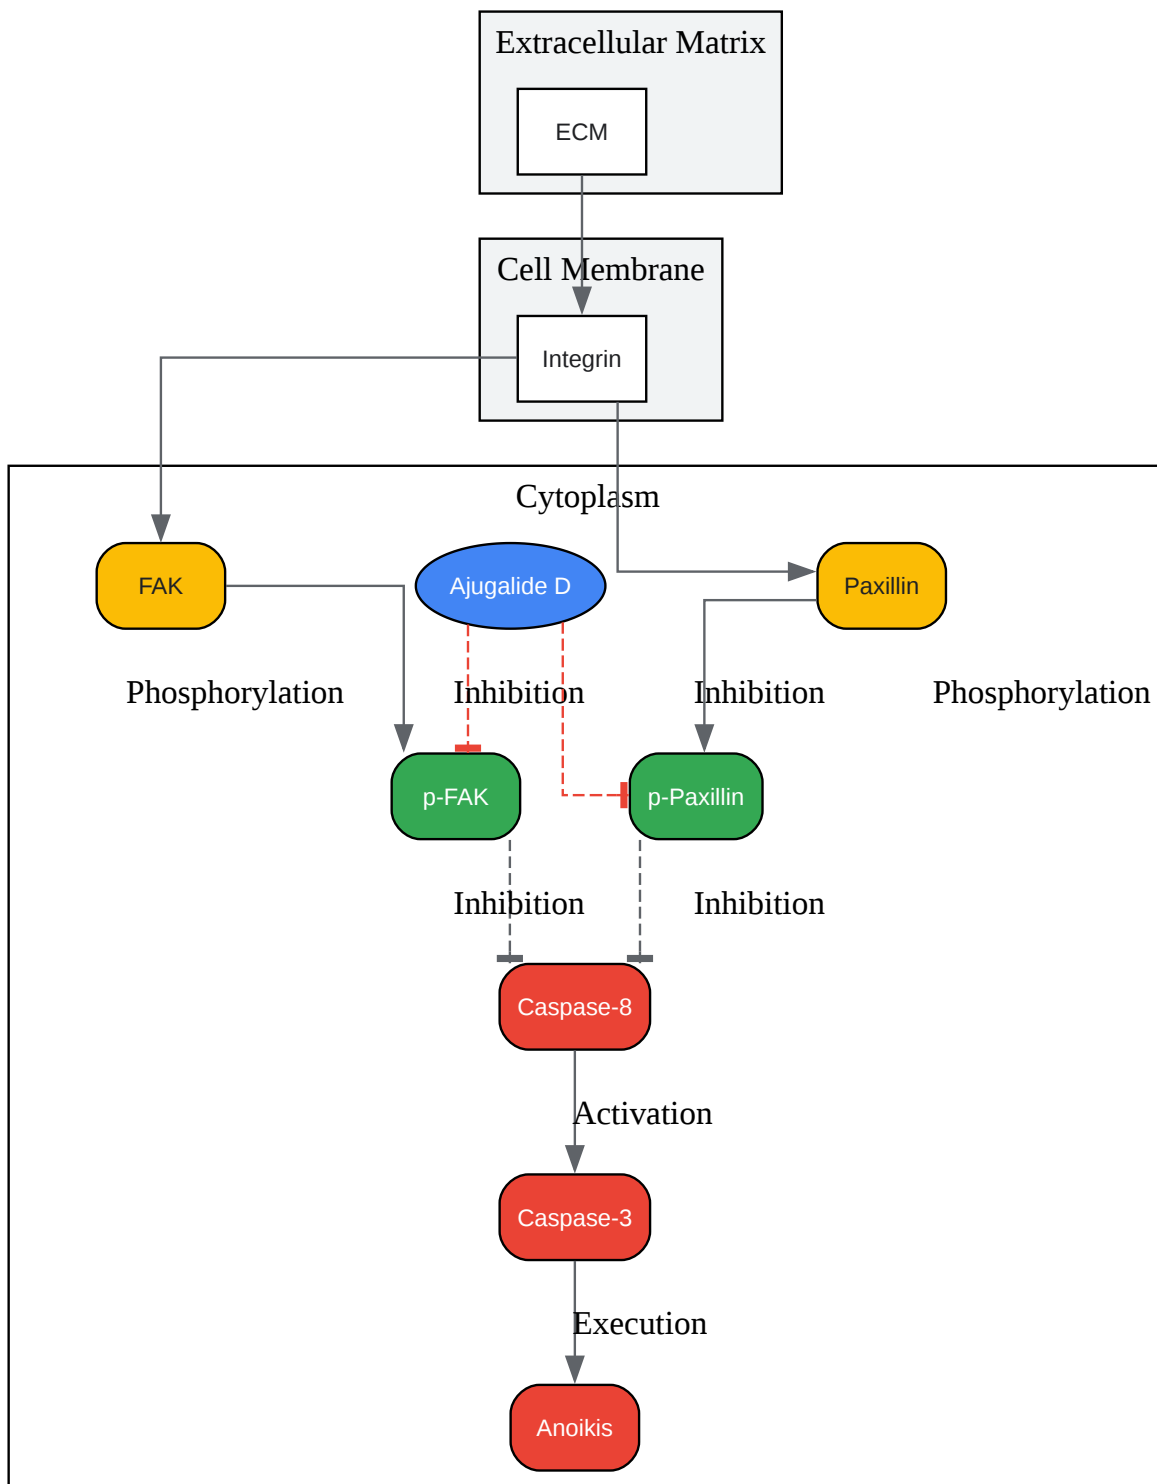 Extracellular Matrix
ECM
Cell Membrane
Integrin
Cytoplasm
FAK
Ajugalide D
Paxillin
Phosphorylation
Inhibition
Inhibition
Phosphorylation
p-FAK
p-Paxillin
Inhibition
Inhibition
Caspase-8
Activation
Caspase-3
Execution
Anoikis